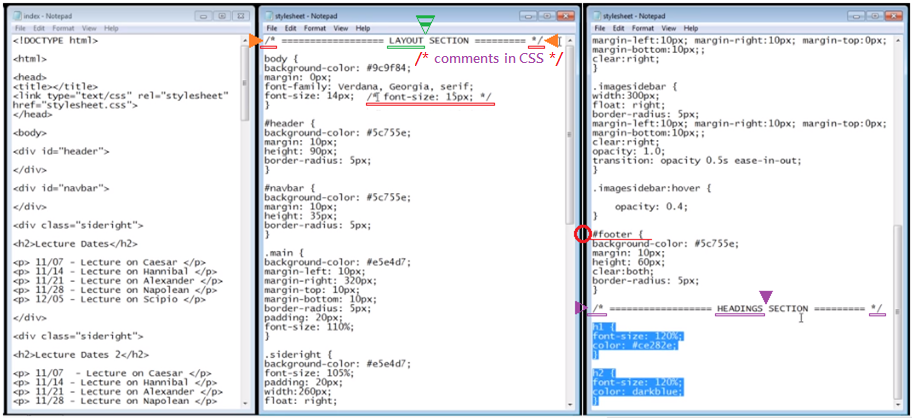 index - Notepad
File Edit Format View Help
<!DOCTYPE html>
<html>
<head>
<title></title>
<link type="text/css" rel="stylesheet"
href="stylesheet.css">
</head>
<body>
<div id="header">
</div>
<div id="navbar">
</div>
<div class="sideright">
<h2>Lecture Dates</h2>
<p> 11/07 - Lecture on Caesar </p>
<p> 11/14 - Lecture on Hannibal </p>
<p> 11/21 - Lecture on Alexander </p>
<p> 11/28 - Lecture on Napolean </p>
<p> 12/05 - Lecture on Scipio </p>
</div>
<div class="sideright">
<h2>Lecture Dates 2</h2>
<p> 11/07  - Lecture on Caesar </p>
<p> 11/14 - Lecture on Hannibal </p>
<p> 11/21 - Lecture on Alexander </p>
<p> 11/28 - Lecture on Napolean </p>
stylesheet - Notepad
File Edit Format View Help
/* ================== LAYOUT SECTION ========= */
/* comments in CSS */
body {
background-color: #9c9f84;
margin: 0px;
font-family: Verdana, Georgia, serif;
font-size: 14px;  /* font-size: 15px; */
}
#header {
background-color: #5c755e;
margin: 10px;
height: 90px;
border-radius: 5px;
}
#navbar {
background-color: #5c755e;
margin: 10px;
height: 35px;
border-radius: 5px;
}
.main {
background-color: #e5e4d7;
margin-left: 10px;
margin-right: 320px;
margin-top: 10px;
margin-bottom: 10px;
border-radius: 5px;
padding: 20px;
font-size: 110%;
}
.sideright {
background-color: #e5e4d7;
font-size: 105%;
padding: 20px;
width:260px;
float: right;
stylesheet - Notepad
File Edit Format View Help
margin-left:10px; margin-right:10px; margin-top:0px;
margin-bottom:10px;;
clear:right;
}
.imagesidebar {
width:300px;
float: right;
border-radius: 5px;
margin-left:10px; margin-right:10px; margin-top:0px;
margin-bottom:10px;;
clear:right;
opacity: 1.0;
transition: opacity 0.5s ease-in-out;
}
.imagesidebar:hover {
opacity: 0.4;
}
#footer {
background-color: #5c755e;
margin: 10px;
height: 60px;
clear:both;
border-radius: 5px;
}
/* ================== HEADINGS SECTION ========= */
h1 {
font-size: 120%;
color: #ce282e;
}
h2 {
font-size: 120%;
color: darkblue;
}